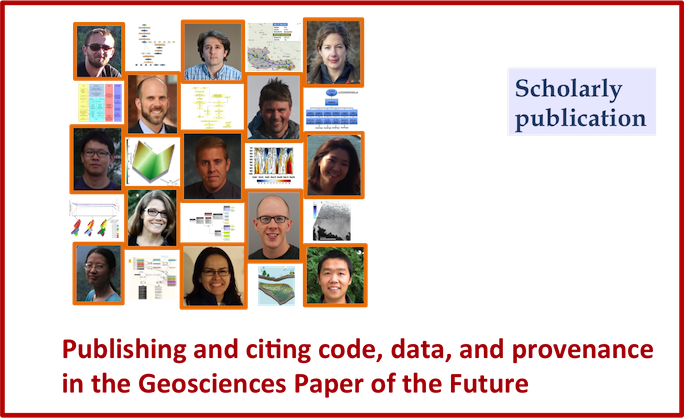 Scholarly
publication
Publishing and citing code, data, and provenance
in the Geosciences Paper of the Future